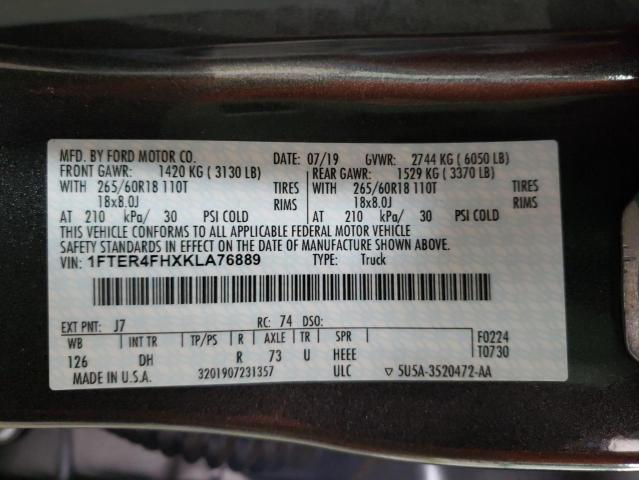 MFD. BY FORD MOTOR CO. DATE: 07/19 GVWR: 2744 KG ( 6050 LB)
FRONT GAWR: 1420 KG ( 3130 LB) REAR GAWR: 1529 KG ( 3370 LB)
WITH 265/60R18 110T TIRES WITH 265/60R18 110T TIRES
18x8.0J RIMS 18x8.0J RIMS
AT 210 kPa/ 30 PSI COLD AT 210 kPa/ 30 PSI COLD
THIS VEHICLE CONFORMS TO ALL APPLICABLE FEDERAL MOTOR VEHICLE
SAFETY STANDARDS IN EFFECT ON THE DATE OF MANUFACTURE SHOWN ABOVE.
VIN: 1FTER4FHXKLA76889 TYPE: Truck
EXT PNT: J7 RC: 74 DSO:
WB INT TR TP/PS R AXLE TR SPR F0224
126 DH R 73 U HEEE T0730
MADE IN U.S.A. 3201907231357 ULC ▽ 5U5A-3520472-AA